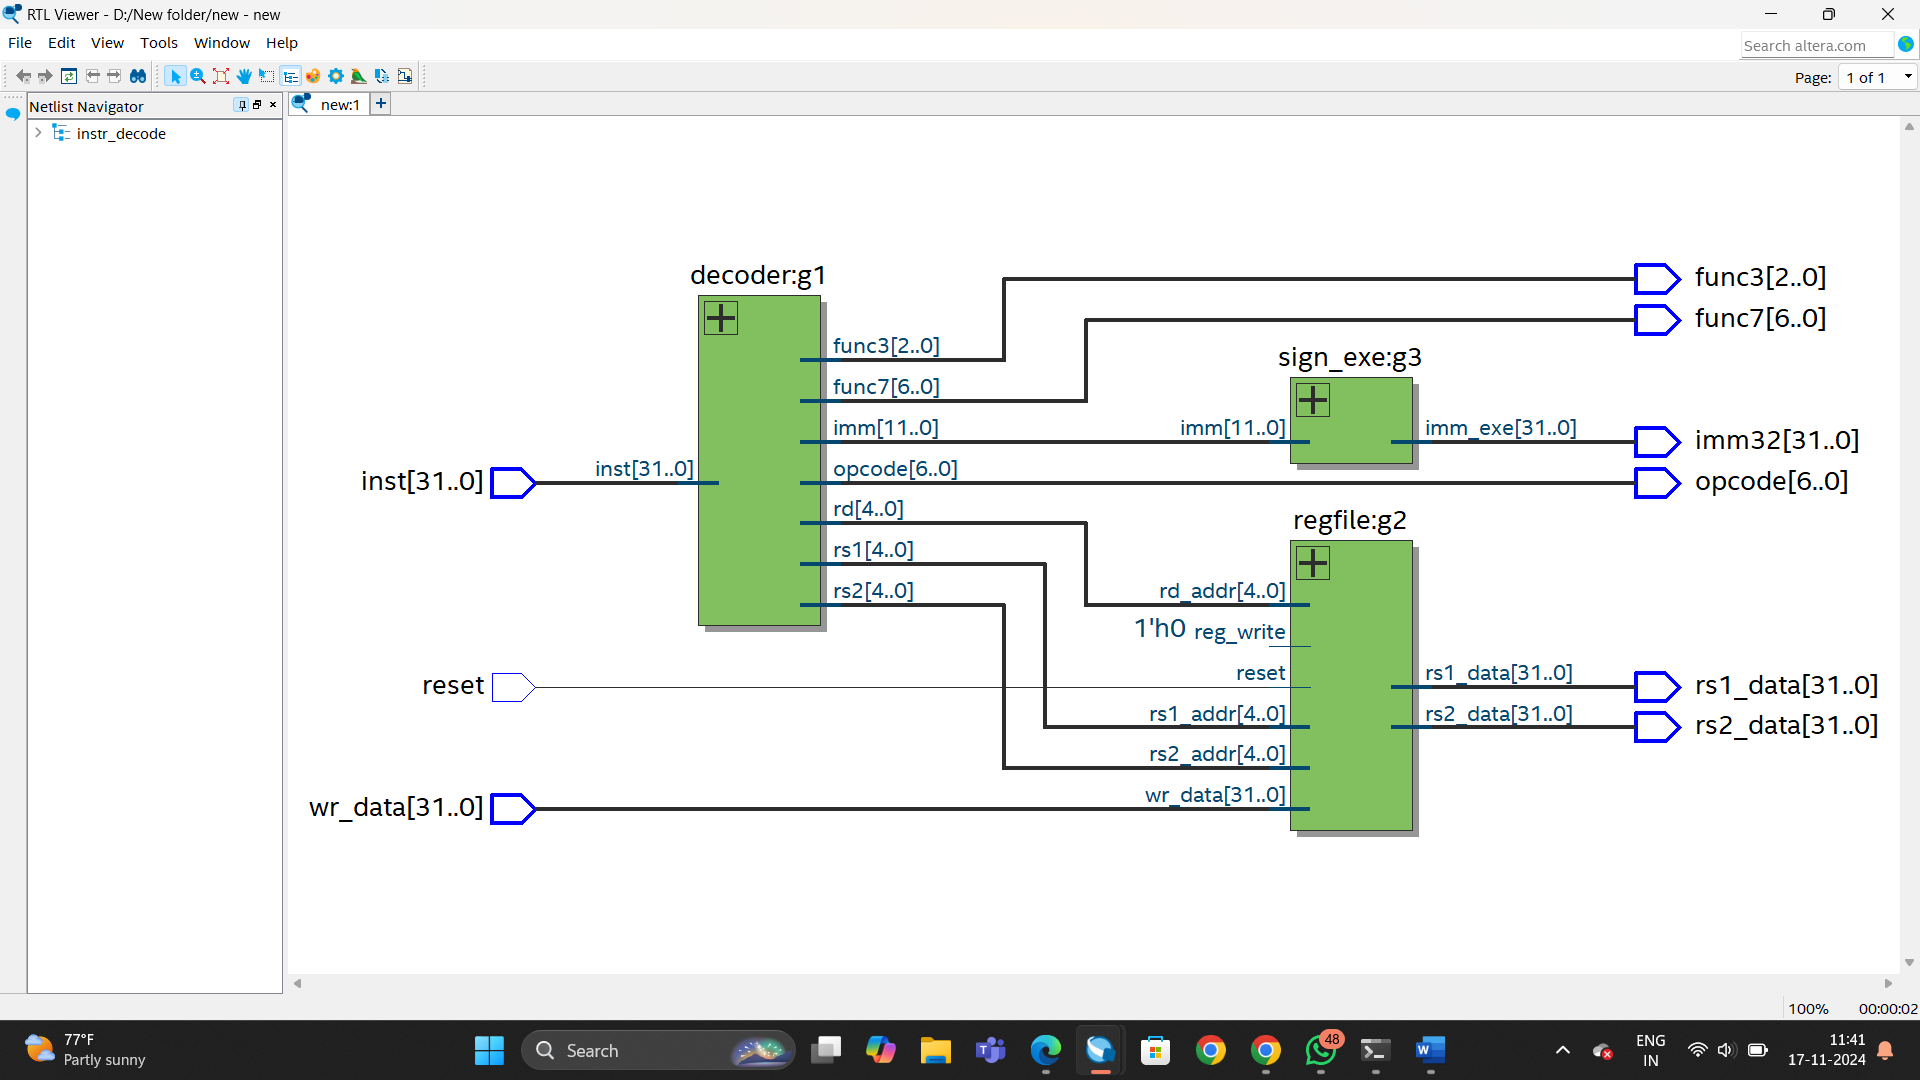 RTL Viewer - D:/New folder/new - new
File Edit View Tools Window Help
Search altera.com
Page: 1 of 1
Netlist Navigator
new:1
instr_decode
decoder:g1
func3[2..0]
func7[6..0]
func3[2..0]
sign_exe:g3
func7[6..0]
imm[11..0]
imm[11..0]
imm_exe[31..0]
imm32[31..0]
inst[31..0]
inst[31..0]
opcode[6..0]
opcode[6..0]
rd[4..0]
regfile:g2
rs1[4..0]
rs2[4..0]
rd_addr[4..0]
1'h0 reg_write
reset
reset
rs1_data[31..0]
rs1_data[31..0]
rs1_addr[4..0]
rs2_data[31..0]
rs2_data[31..0]
rs2_addr[4..0]
wr_data[31..0]
wr_data[31..0]
100% 00:00:02
77°F
Partly sunny
Search
48
ENG
IN
11:41
17-11-2024